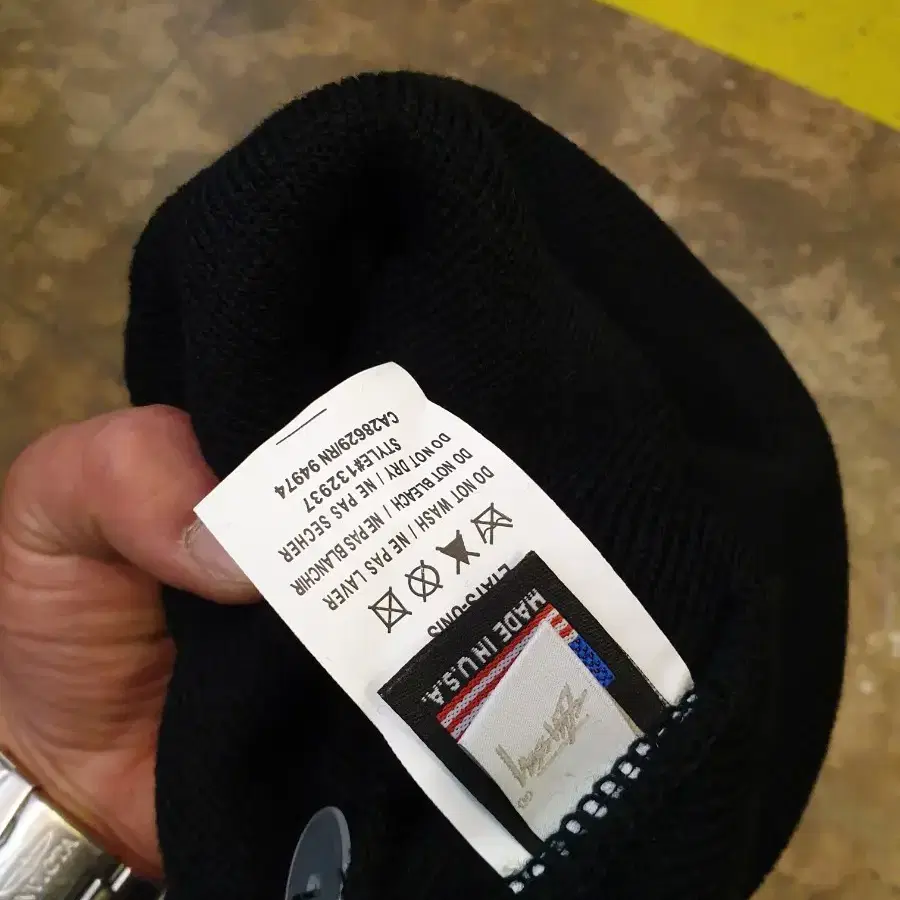 ETATS-UNIS
DO NOT WASH / NE PAS LAVER
DO NOT BLEACH / NE PAS BLANCHIR
DO NOT DRY / NE PAS SECHER
STYLE#132937
CA28629/RN 94974
MADE IN U.S.A.